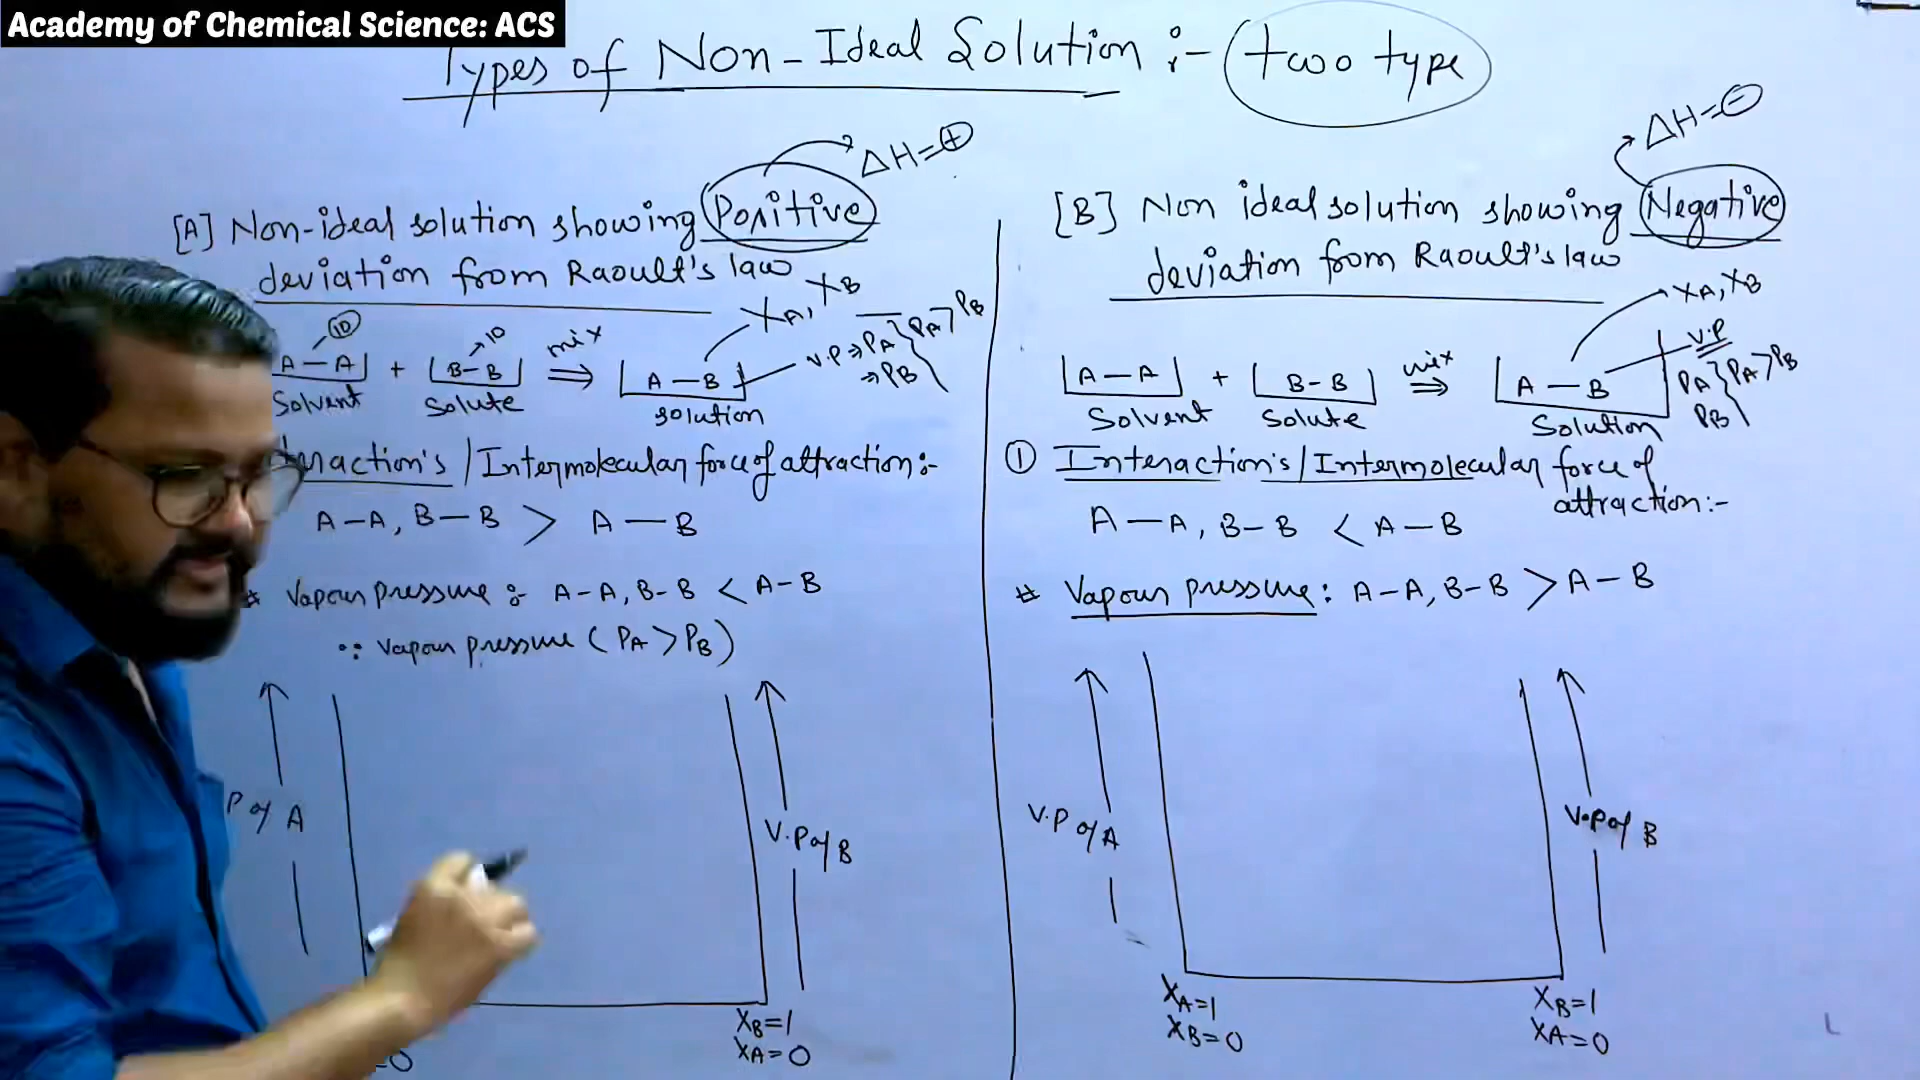 Academy of Chemical Science: ACS
Types of Non-Ideal Solution :- two type
ΔH=⊕
[A] Non-ideal solution showing Positive
deviation from Raoult's law
XA, XB
10
10
A—A + B-B mix ⇒ A—B
V.P ⇒ PA
⇒ PB
PA > PB
Solvent Solute solution
Interaction's / Intermolecular force of attraction :-
A-A, B-B > A—B
* Vapour pressure :- A-A, B-B < A-B
∵ Vapour pressure (PA > PB)
P of A
V.P of B
XB=1
XA=0
=0
ΔH=⊖
[B] Non ideal solution showing Negative
deviation from Raoult's law
XA, XB
A-A + B-B mix ⇒ A—B
V.P
PA
PB
PA > PB
Solvent Solute Solution
① Interaction's / Intermolecular force of
attraction:-
A—A, B-B < A—B
* Vapour pressure: A-A, B-B > A-B
V.P of A
V.P of B
XA=1
XB=0
XB=1
XA=0